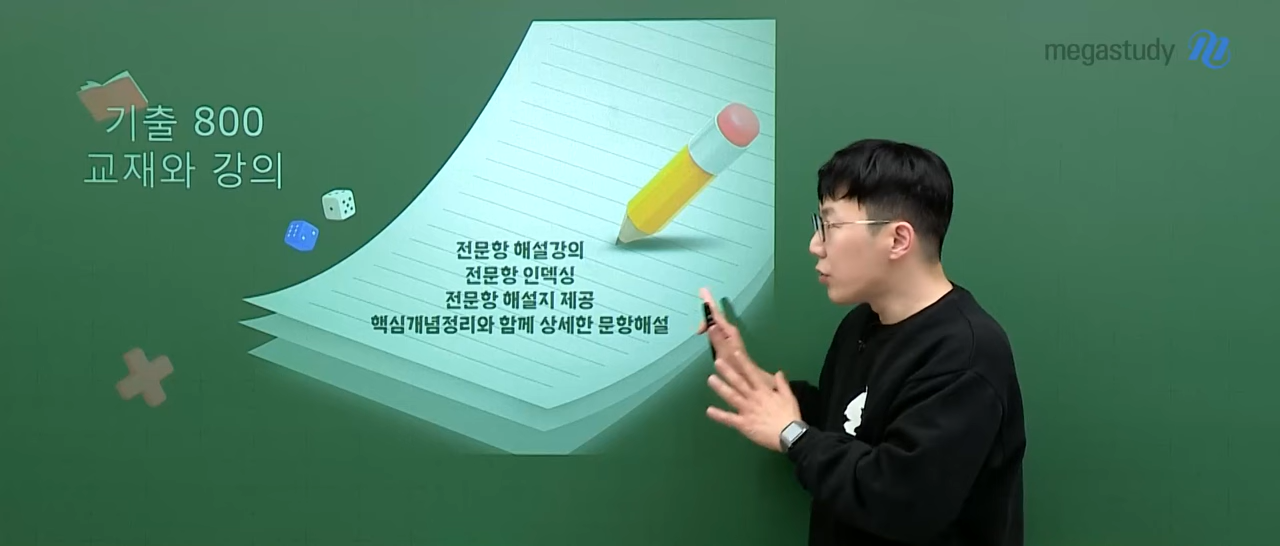 기출 800
교재와 강의
megastudy
전문항 해설강의
전문항 인덱싱
전문항 해설지 제공
핵심개념정리와 함께 상세한 문항해설